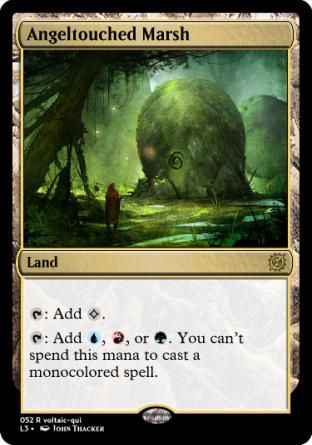 Angeltouched Marsh
Land
: Add .
: Add , , or . You can't
spend this mana to cast a
monocolored spell.
052 R voltaic-qui
L3 • John Thacker